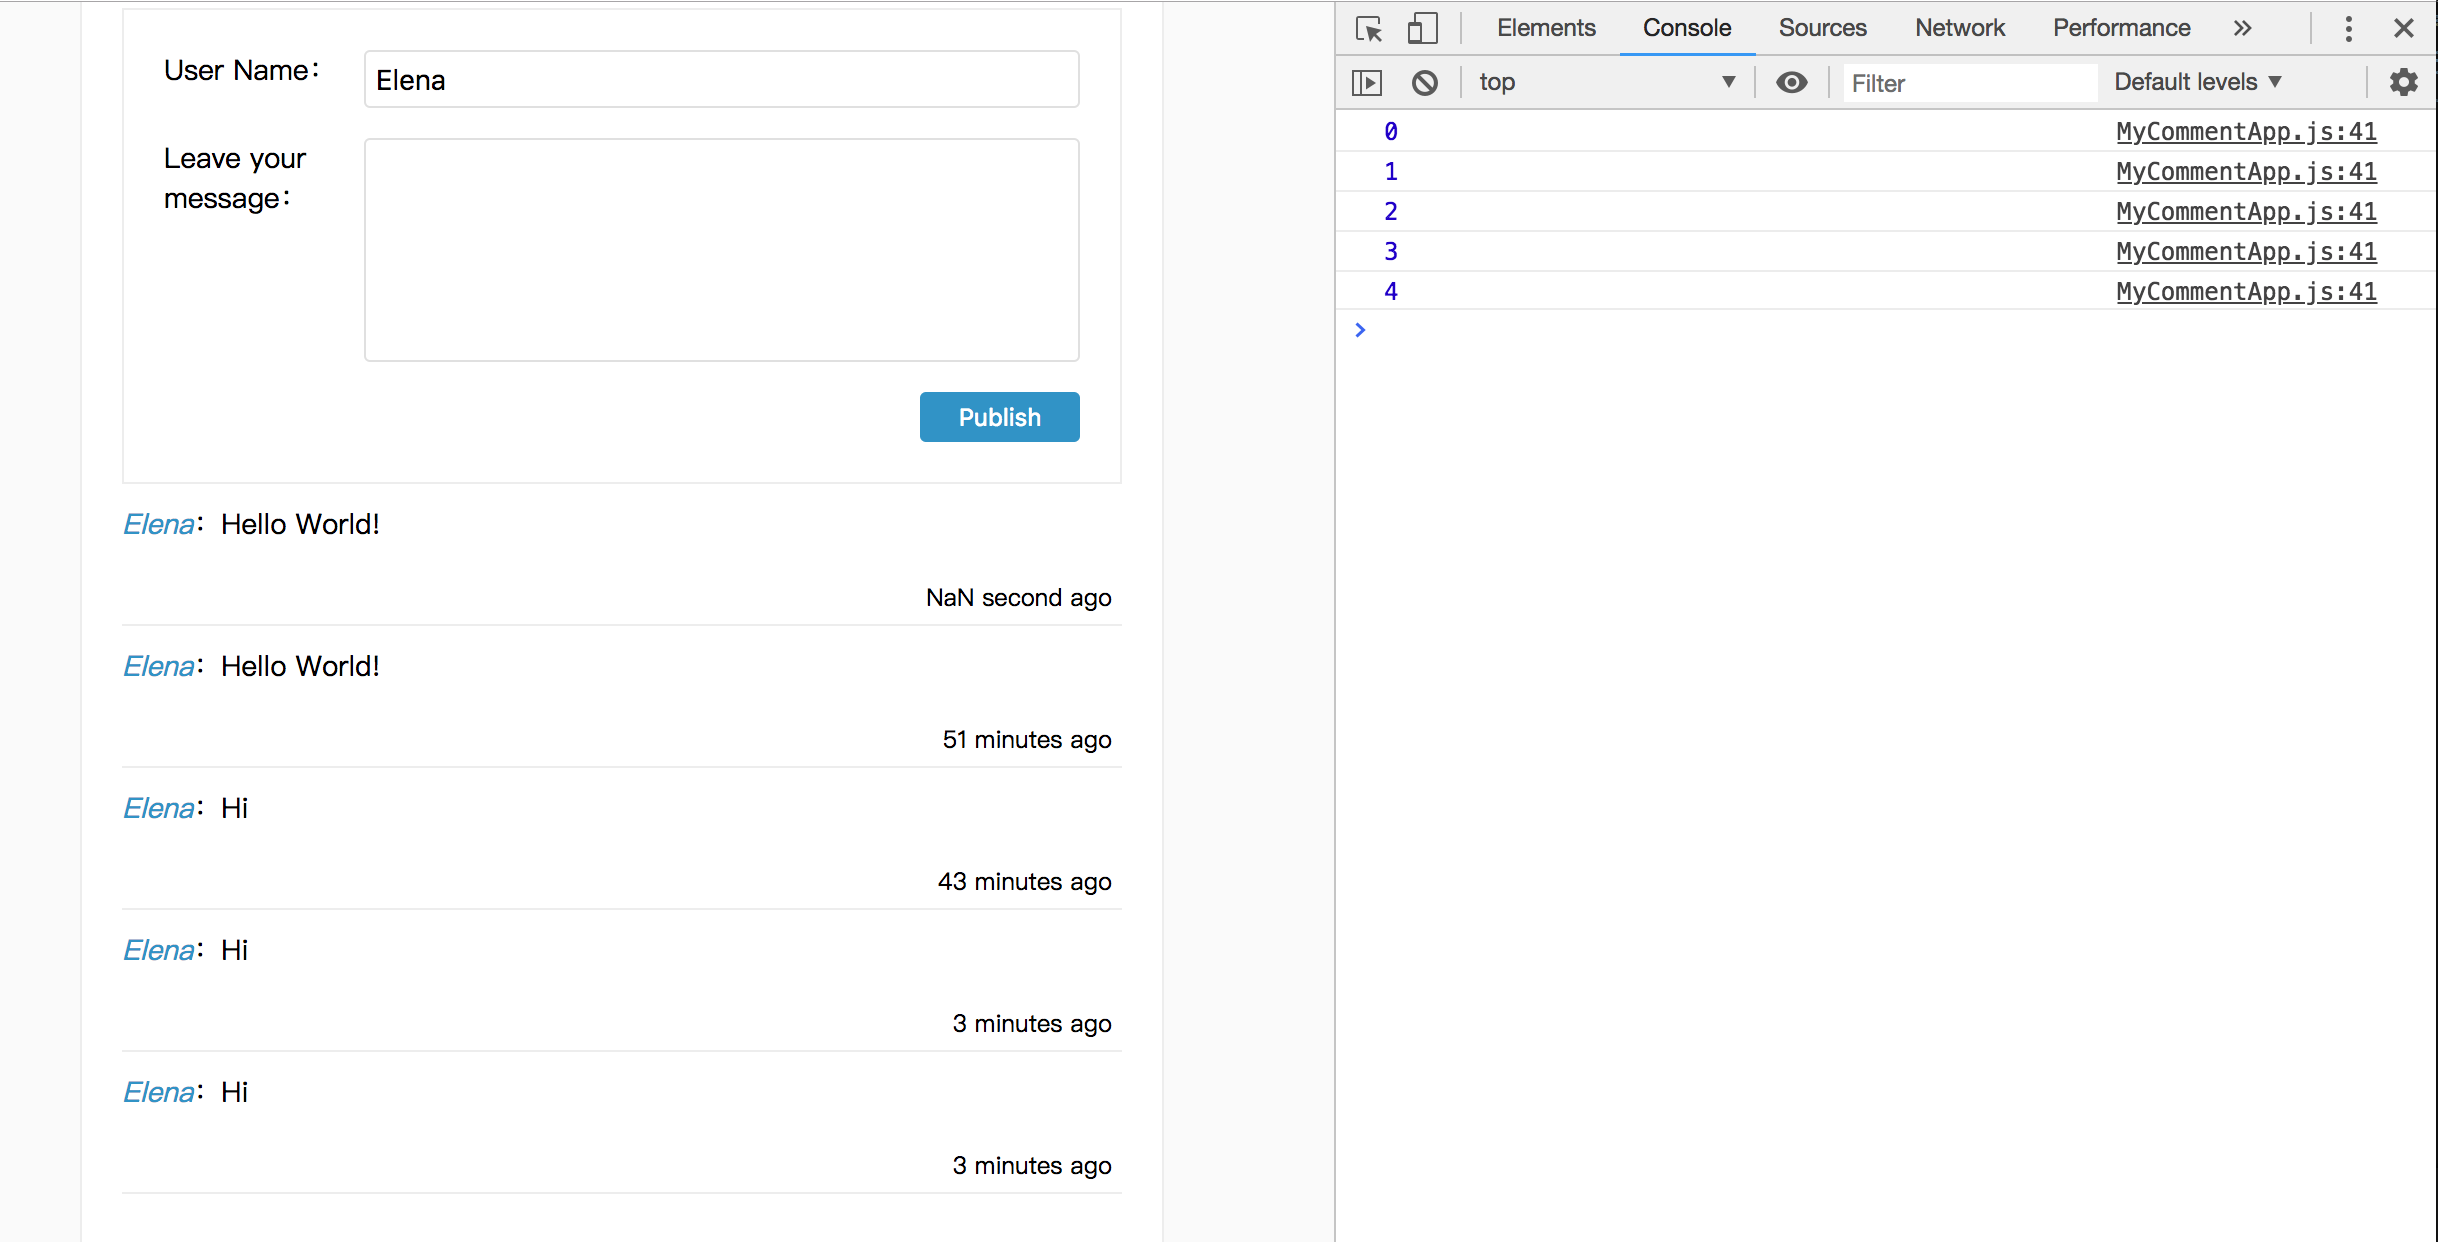 User Name：
Elena
Leave your
message：
Publish
Elena： Hello World!
NaN second ago
Elena： Hello World!
51 minutes ago
Elena： Hi
43 minutes ago
Elena： Hi
3 minutes ago
Elena： Hi
3 minutes ago
Elements Console Sources Network Performance »
top ▼ Filter Default levels ▼
0 MyCommentApp.js:41
1 MyCommentApp.js:41
2 MyCommentApp.js:41
3 MyCommentApp.js:41
4 MyCommentApp.js:41